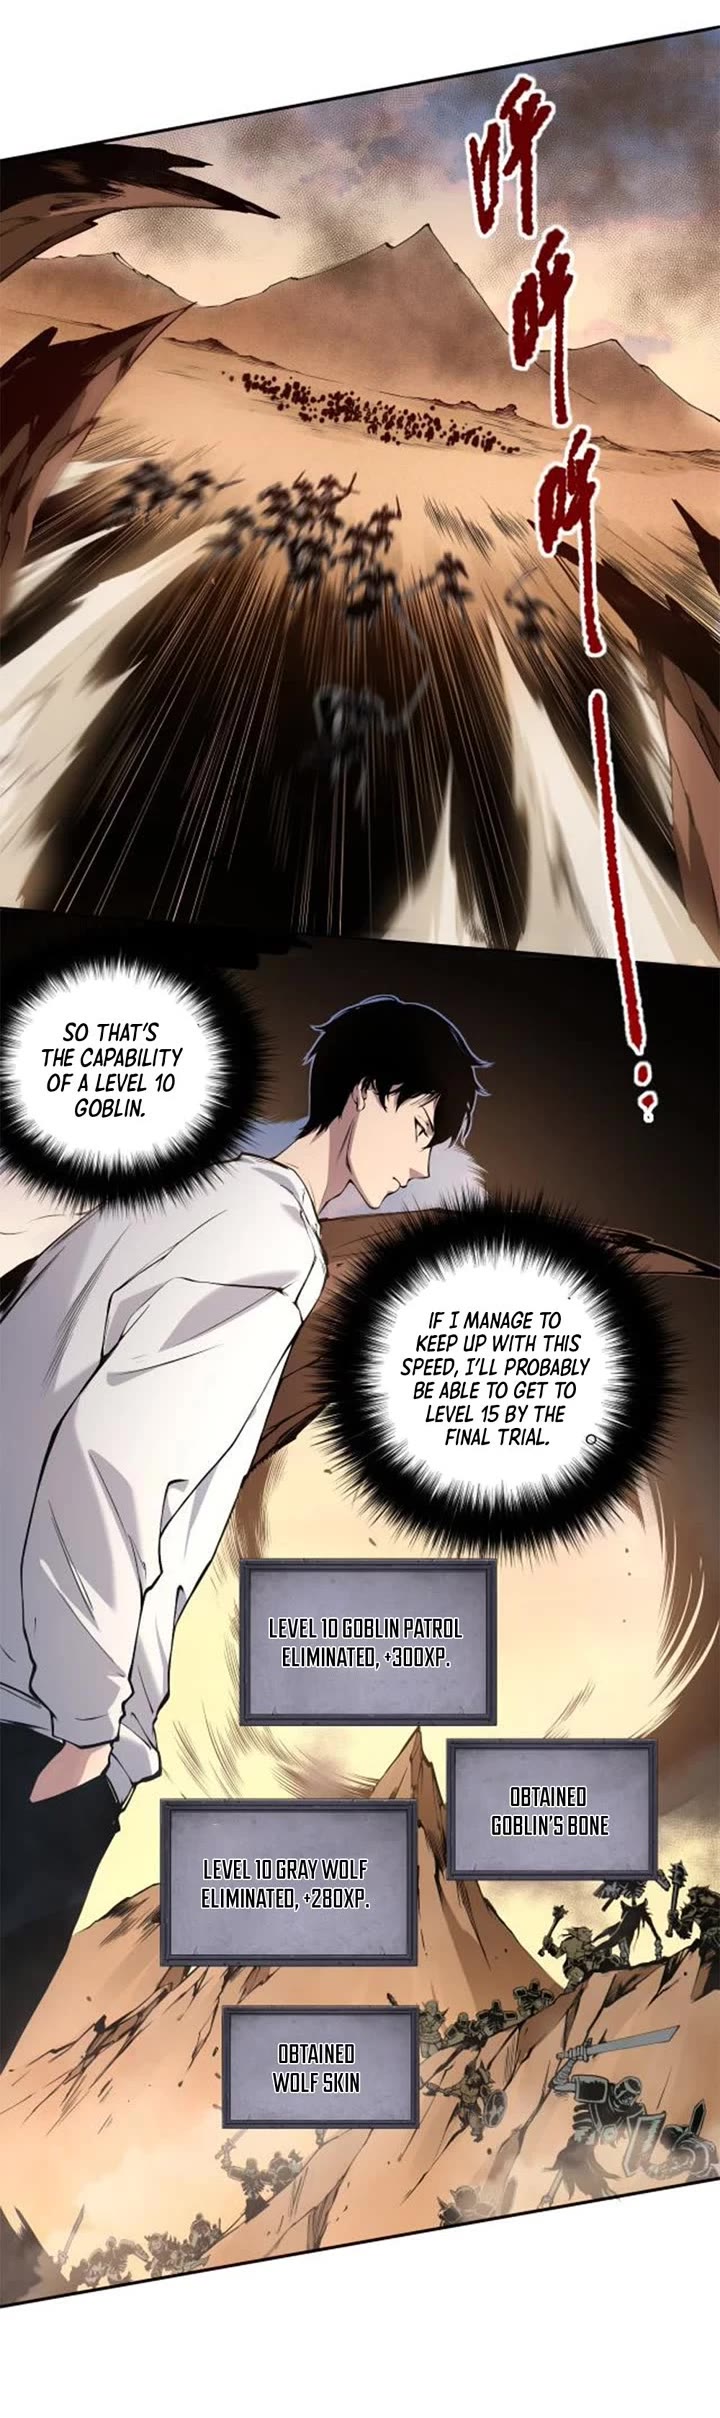 呼
呼
呼
SO THAT'S
THE CAPABILITY
OF A LEVEL 10
GOBLIN.
IF I MANAGE TO
KEEP UP WITH THIS
SPEED, I'LL PROBABLY
BE ABLE TO GET TO
LEVEL 15 BY THE
FINAL TRIAL.
LEVEL 10 GOBLIN PATROL
ELIMINATED, +300XP.
OBTAINED
GOBLIN'S BONE
LEVEL 10 GRAY WOLF
ELIMINATED, +280XP.
OBTAINED
WOLF SKIN